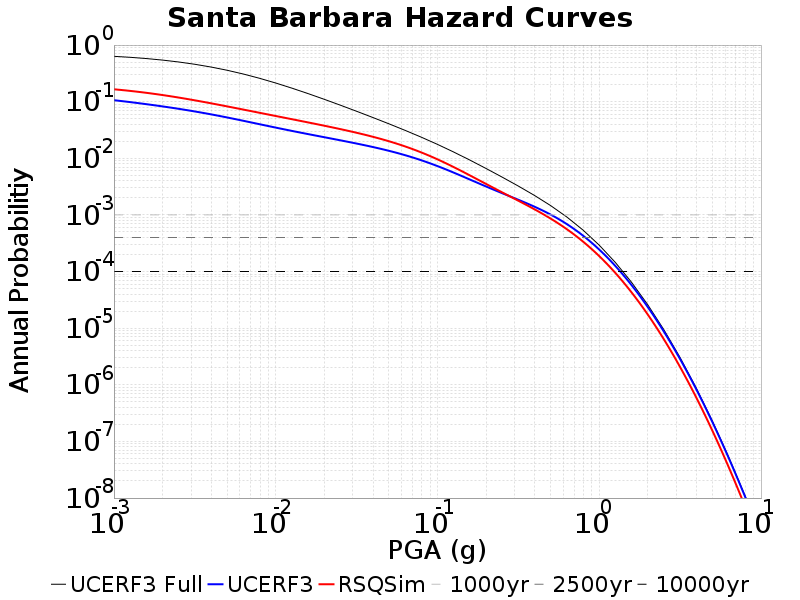 Santa Barbara Hazard Curves
10^0
10^-1
10^-2
10^-3
10^-4
10^-5
10^-6
10^-7
10^-8
Annual Probabilitiy
10^-3 10^-2 10^-1 10^0 10^1
PGA (g)
UCERF3 Full UCERF3 RSQSim 1000yr 2500yr 10000yr